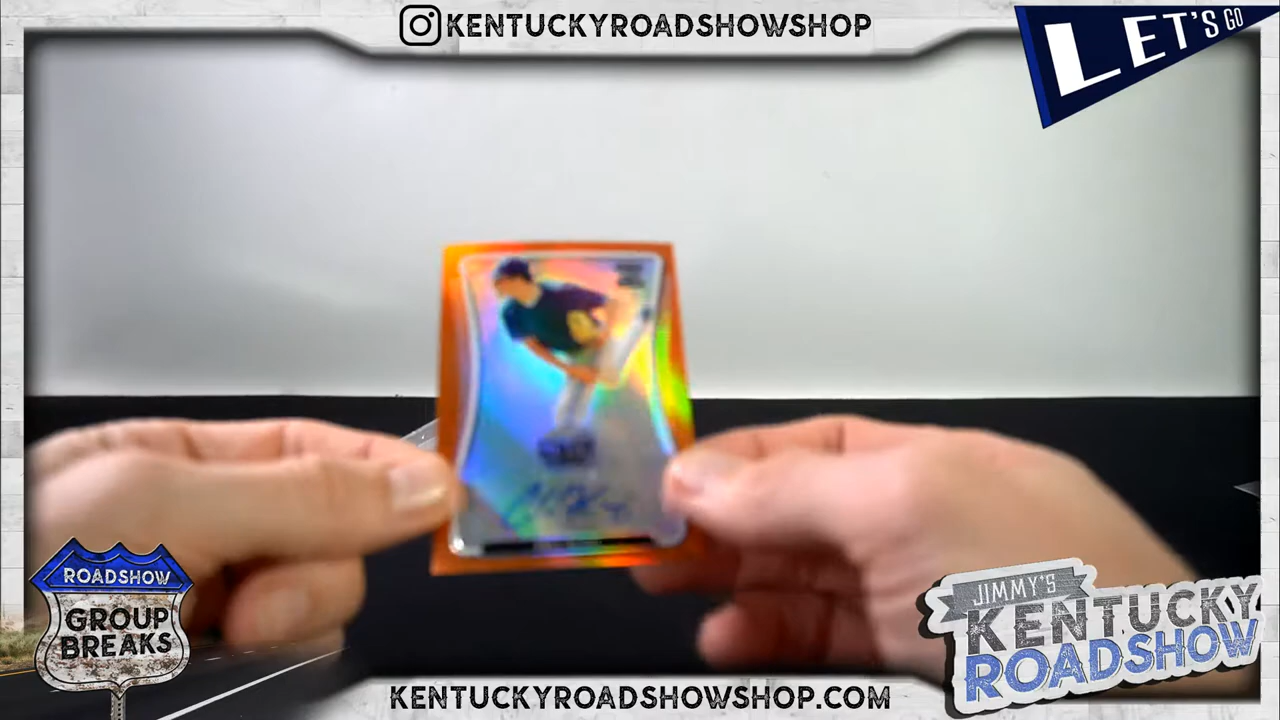 KENTUCKYROADSHOWSHOP
LET'S GO
ROADSHOW
GROUP
BREAKS
JIMMY'S
KENTUCKY
ROADSHOW
KENTUCKYROADSHOWSHOP.COM